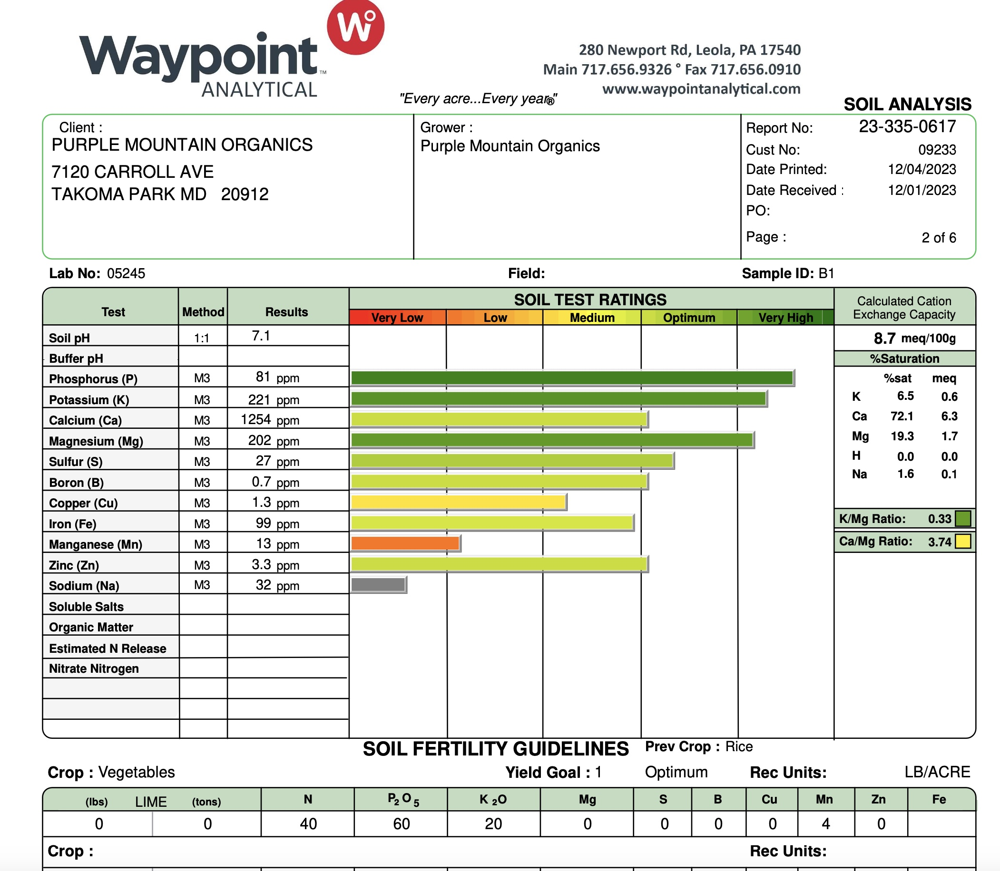 Waypoint™
ANALYTICAL
W
"Every acre...Every year®"
280 Newport Rd, Leola, PA 17540
Main 717.656.9326 ° Fax 717.656.0910
www.waypointanalytical.com
SOIL ANALYSIS
Client :
PURPLE MOUNTAIN ORGANICS
7120 CARROLL AVE
TAKOMA PARK MD 20912
Grower :
Purple Mountain Organics
Report No: 23-335-0617
Cust No: 09233
Date Printed: 12/04/2023
Date Received : 12/01/2023
PO:
Page : 2 of 6
Lab No: 05245 Field: Sample ID: B1
Test Method Results
SOIL TEST RATINGS
Very Low Low Medium Optimum Very High
Calculated Cation
Exchange Capacity
Soil pH 1:1 7.1
Buffer pH
Phosphorus (P) M3 81 ppm
Potassium (K) M3 221 ppm
Calcium (Ca) M3 1254 ppm
Magnesium (Mg) M3 202 ppm
Sulfur (S) M3 27 ppm
Boron (B) M3 0.7 ppm
Copper (Cu) M3 1.3 ppm
Iron (Fe) M3 99 ppm
Manganese (Mn) M3 13 ppm
Zinc (Zn) M3 3.3 ppm
Sodium (Na) M3 32 ppm
Soluble Salts
Organic Matter
Estimated N Release
Nitrate Nitrogen
8.7 meq/100g
%Saturation
%sat meq
K 6.5 0.6
Ca 72.1 6.3
Mg 19.3 1.7
H 0.0 0.0
Na 1.6 0.1
K/Mg Ratio: 0.33
Ca/Mg Ratio: 3.74
SOIL FERTILITY GUIDELINES Prev Crop : Rice
Crop : Vegetables Yield Goal : 1 Optimum Rec Units: LB/ACRE
(lbs) LIME (tons) N P₂O₅ K₂O Mg S B Cu Mn Zn Fe
0 0 40 60 20 0 0 0 0 4 0
Crop : Rec Units: